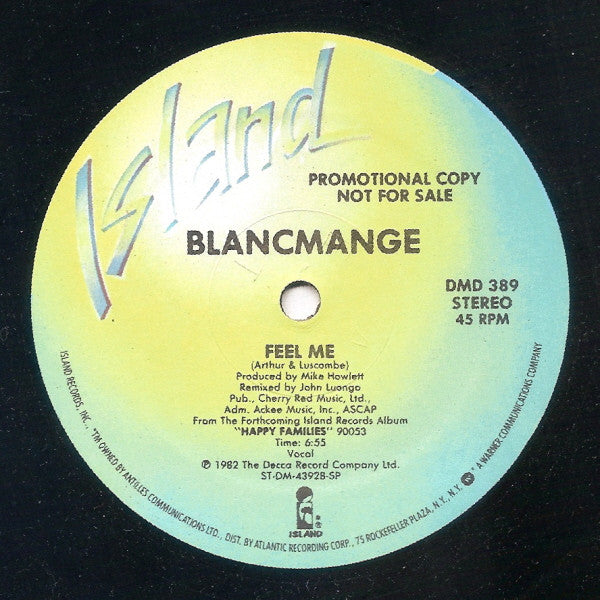 Island
PROMOTIONAL COPY
NOT FOR SALE
BLANCMANGE
DMD 389
STEREO
45 RPM
FEEL ME
(Arthur & Luscombe)
Produced by Mike Howlett
Remixed by John Luongo
Pub., Cherry Red Music, Ltd.,
Adm. Ackee Music, Inc., ASCAP
From The Forthcoming Island Records Album
"HAPPY FAMILIES" 90053
Time: 6:55
Vocal
℗ 1982 The Decca Record Company Ltd.
ST-DM-43928-SP
ISLAND ®
ISLAND RECORDS, INC., *TM OWNED BY ANTILLES COMMUNICATIONS LTD., DIST. BY ATLANTIC RECORDING CORP., 75 ROCKEFELLER PLAZA, N.Y., N.Y. A WARNER COMMUNICATIONS COMPANY